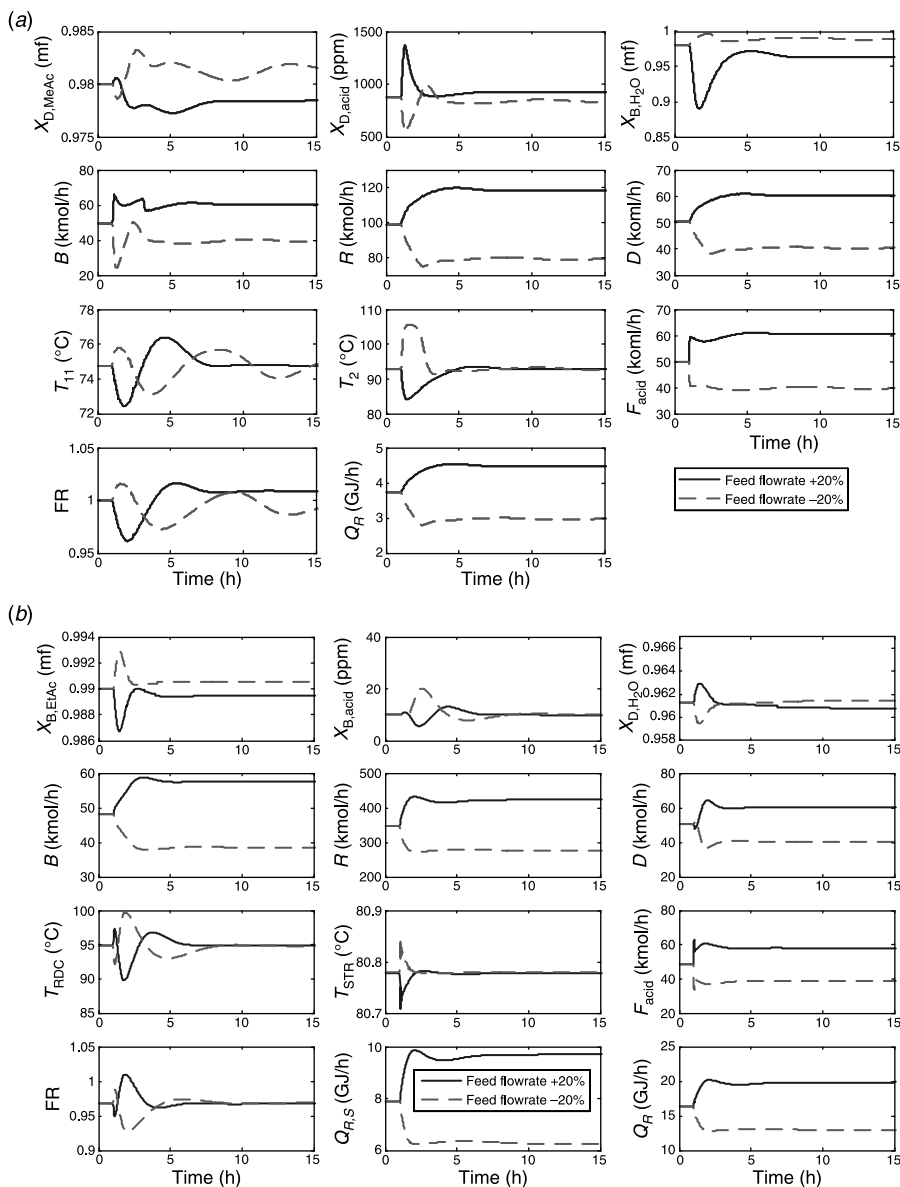 (a)
X_D,MeAc (mf)
0.985
0.98
0.975
0 5 10 15
X_D,acid (ppm)
1500
1000
500
0 5 10 15
X_B,H2O (mf)
1
0.95
0.9
0.85
0 5 10 15
B (kmol/h)
80
60
40
20
0 5 10 15
R (kmol/h)
120
100
80
0 5 10 15
D (koml/h)
70
60
50
40
30
0 5 10 15
T11 (°C)
78
76
74
72
0 5 10 15
T2 (°C)
110
100
90
80
0 5 10 15
Facid (koml/h)
70
60
50
40
30
0 5 10 15
Time (h)
FR
1.05
1
0.95
0 5 10 15
Time (h)
QR (GJ/h)
5
4
3
2
0 5 10 15
Time (h)
Feed flowrate +20%
Feed flowrate –20%
(b)
X_B,EtAc (mf)
0.994
0.992
0.99
0.988
0.986
0 5 10 15
X_B,acid (ppm)
40
20
0
0 5 10 15
X_D,H2O (mf)
0.966
0.964
0.962
0.96
0.958
0 5 10 15
B (kmol/h)
60
50
40
30
0 5 10 15
R (kmol/h)
500
400
300
200
0 5 10 15
D (kmol/h)
80
60
40
20
0 5 10 15
TRDC (°C)
100
95
90
85
0 5 10 15
TSTR (°C)
80.9
80.8
80.7
0 5 10 15
Facid (kmol/h)
80
60
40
20
0 5 10 15
FR
1.05
1
0.97
0.9
0 5 10 15
Time (h)
QR,S (GJ/h)
10
8
6
0 5 10 15
Time (h)
Feed flowrate +20%
Feed flowrate –20%
QR (GJ/h)
25
20
15
10
0 5 10 15
Time (h)